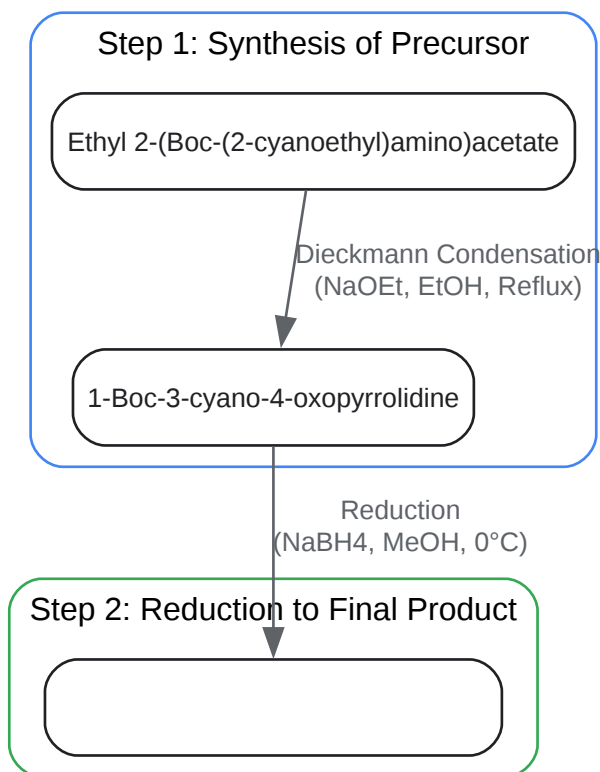 Step 1: Synthesis of Precursor
Ethyl 2-(Boc-(2-cyanoethyl)amino)acetate
Dieckmann Condensation
(NaOEt, EtOH, Reflux)
1-Boc-3-cyano-4-oxopyrrolidine
Reduction
(NaBH4, MeOH, 0°C)
Step 2: Reduction to Final Product